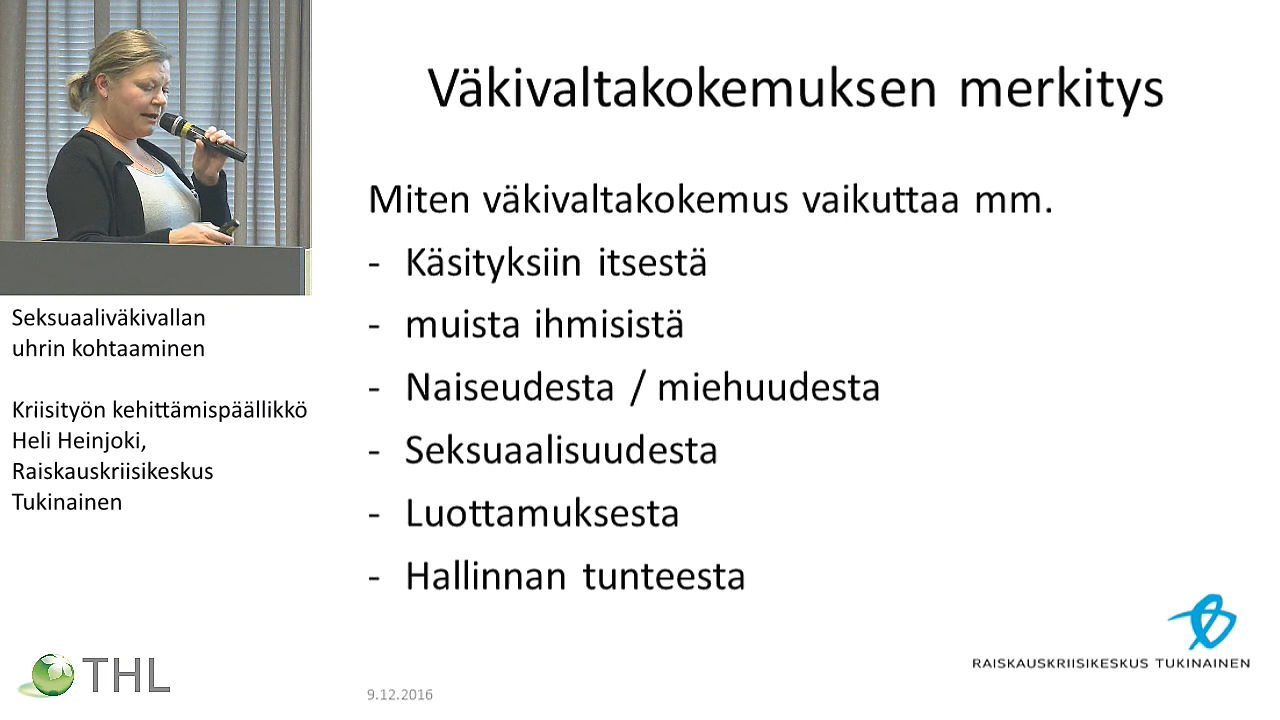 Väkivaltakokemuksen merkitys
Miten väkivaltakokemus vaikuttaa mm.
- Käsityksiin itsestä
- muista ihmisistä
- Naiseudesta / miehuudesta
- Seksuaalisuudesta
- Luottamuksesta
- Hallinnan tunteesta
Seksuaaliväkivallan
uhrin kohtaaminen
Kriisityön kehittämispäällikkö
Heli Heinjoki,
Raiskauskriisikeskus
Tukinainen
THL
9.12.2016
RAISKAUSKRIISIKESKUS TUKINAINEN